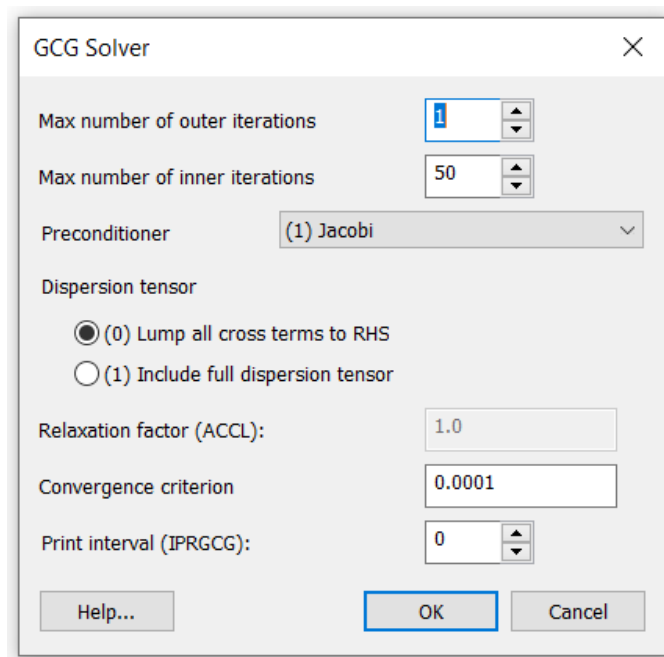 GCG Solver
Max number of outer iterations 1
Max number of inner iterations 50
Preconditioner (1) Jacobi
Dispersion tensor
(0) Lump all cross terms to RHS
(1) Include full dispersion tensor
Relaxation factor (ACCL): 1.0
Convergence criterion 0.0001
Print interval (IPRGCG): 0
Help... OK Cancel